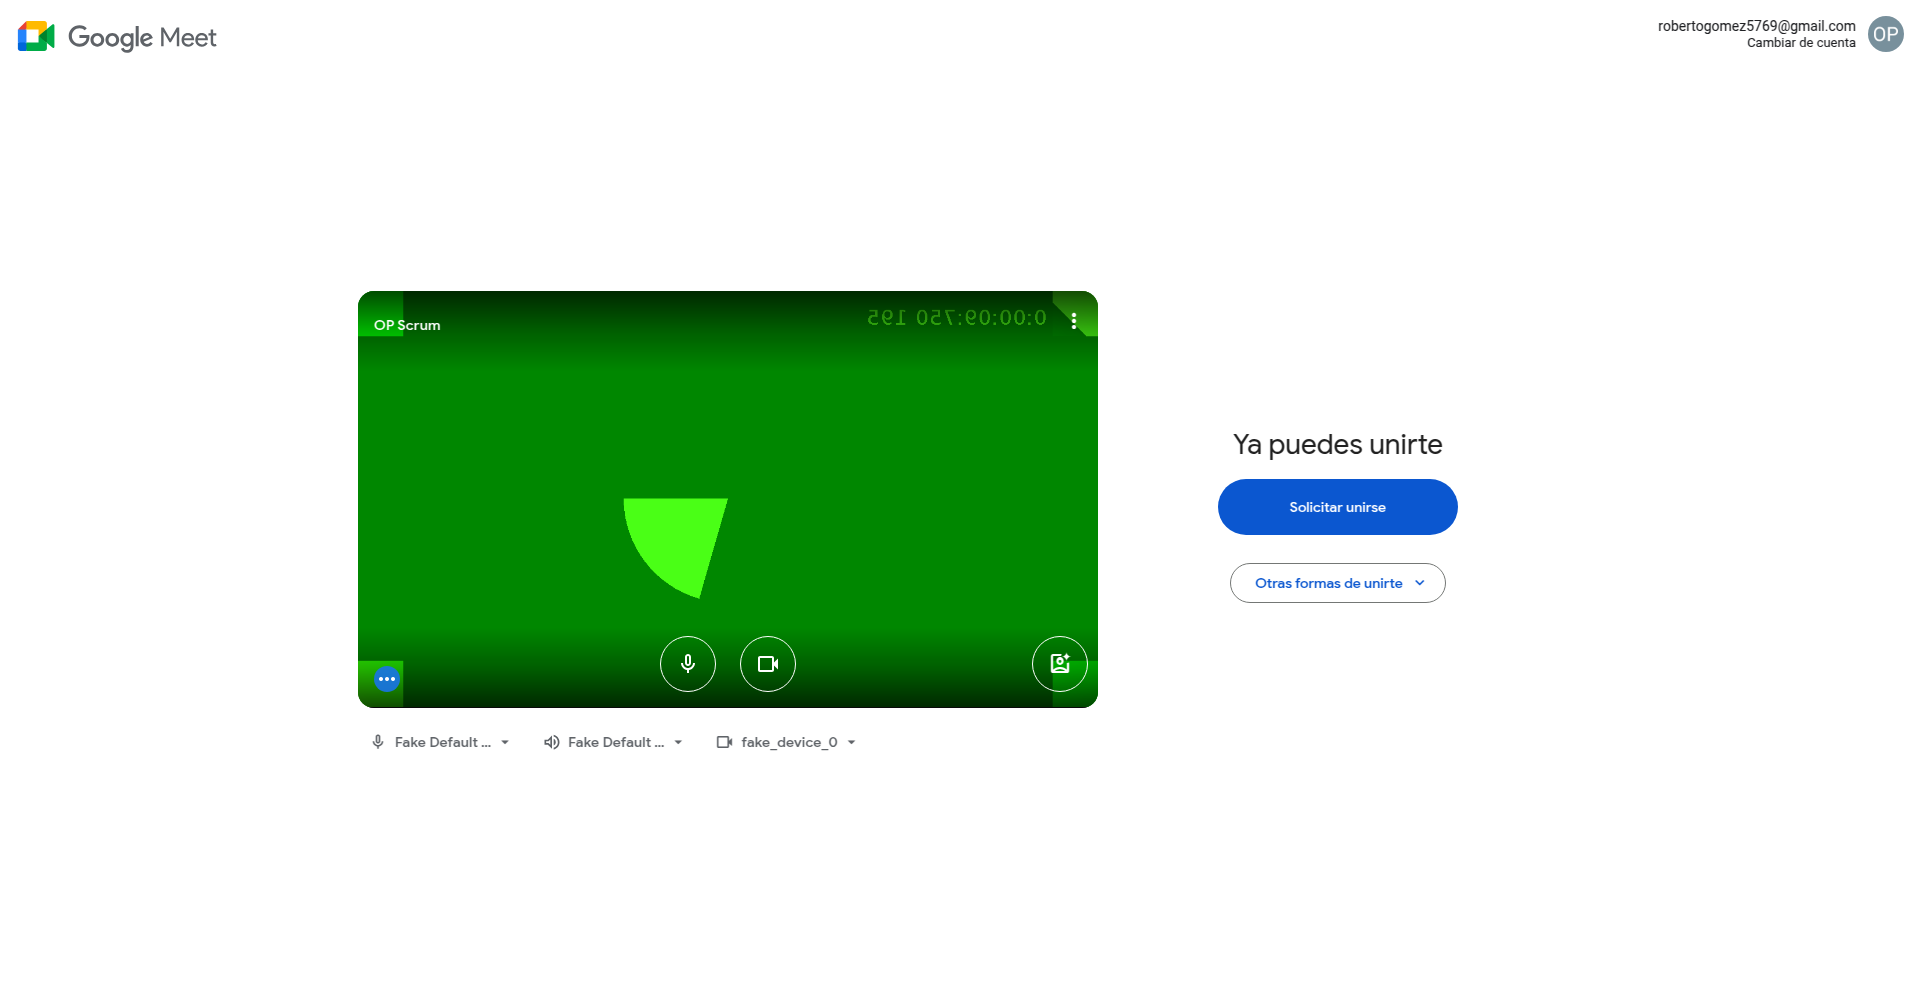 Google Meet
robertogomez5769@gmail.com
Cambiar de cuenta
OP
OP Scrum
0:00:09:750 195
Ya puedes unirte
Solicitar unirse
Otras formas de unirte
Fake Default ...
Fake Default ...
fake_device_0